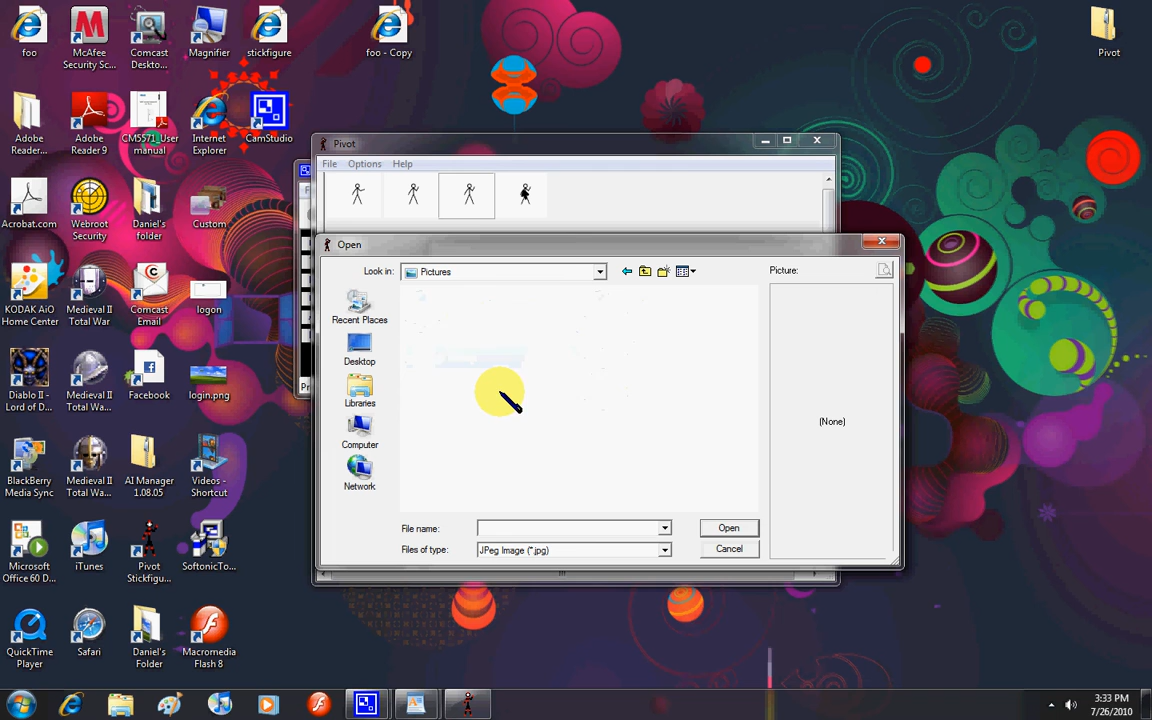 foo
McAfee
Security Sc...
Comcast
Deskto...
Magnifier
stickfigure
foo - Copy
Pivot
Adobe
Reader...
Adobe
Reader 9
CM5571_User
manual
Internet
Explorer
CamStudio
Acrobat.com
Webroot
Security
Daniel's
folder
Custom
KODAK AiO
Home Center
Medieval II
Total War
Comcast
Email
logon
Diablo II -
Lord of D...
Medieval II
Total Wa...
Facebook
login.png
BlackBerry
Media Sync
Medieval II
Total Wa...
AI Manager
1.08.05
Videos -
Shortcut
Microsoft
Office 60 D...
iTunes
Pivot
Stickfigu...
SoftonicTo...
QuickTime
Player
Safari
Daniel's
Folder
Macromedia
Flash 8
Pivot
File Options Help
Open
Look in: Pictures
Picture:
Recent Places
Desktop
Libraries
Computer
Network
(None)
File name:
Open
Files of type: JPeg Image (*.jpg)
Cancel
3:33 PM
7/26/2010